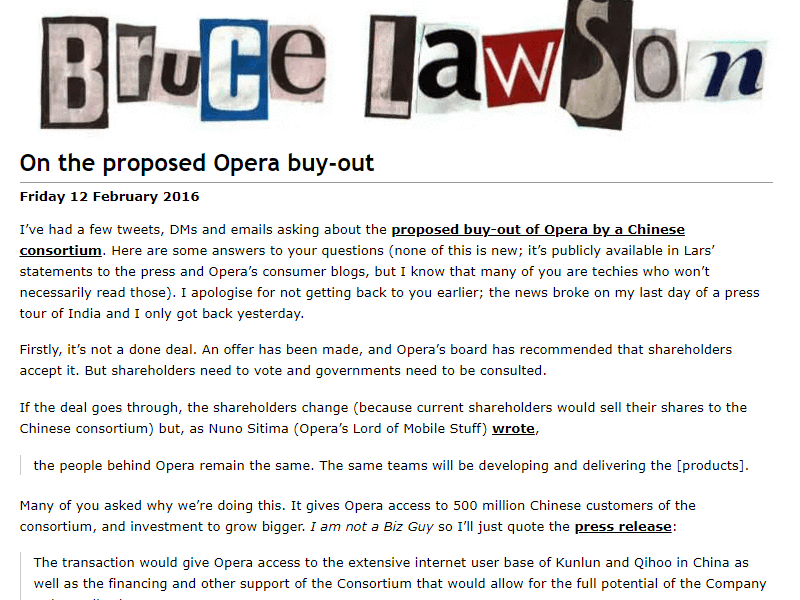 Bruce Lawson
On the proposed Opera buy-out
Friday 12 February 2016
I’ve had a few tweets, DMs and emails asking about the proposed buy-out of Opera by a Chinese
consortium. Here are some answers to your questions (none of this is new; it’s publicly available in Lars’
statements to the press and Opera’s consumer blogs, but I know that many of you are techies who won’t
necessarily read those). I apologise for not getting back to you earlier; the news broke on my last day of a press
tour of India and I only got back yesterday.
Firstly, it’s not a done deal. An offer has been made, and Opera’s board has recommended that shareholders
accept it. But shareholders need to vote and governments need to be consulted.
If the deal goes through, the shareholders change (because current shareholders would sell their shares to the
Chinese consortium) but, as Nuno Sitima (Opera’s Lord of Mobile Stuff) wrote,
the people behind Opera remain the same. The same teams will be developing and delivering the [products].
Many of you asked why we’re doing this. It gives Opera access to 500 million Chinese customers of the
consortium, and investment to grow bigger. I am not a Biz Guy so I’ll just quote the press release:
The transaction would give Opera access to the extensive internet user base of Kunlun and Qihoo in China as
well as the financing and other support of the Consortium that would allow for the full potential of the Company